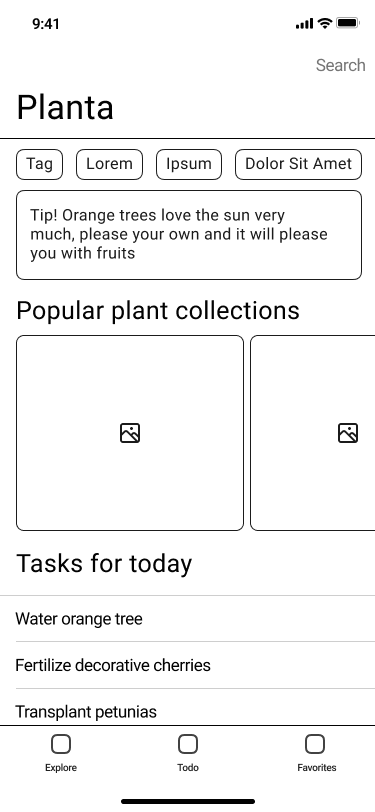 9:41
Search
Planta
Tag
Lorem
Ipsum
Dolor Sit Amet
Tip! Orange trees love the sun very
much, please your own and it will please
you with fruits
Popular plant collections
Tasks for today
Water orange tree
Fertilize decorative cherries
Transplant petunias
Explore
Todo
Favorites